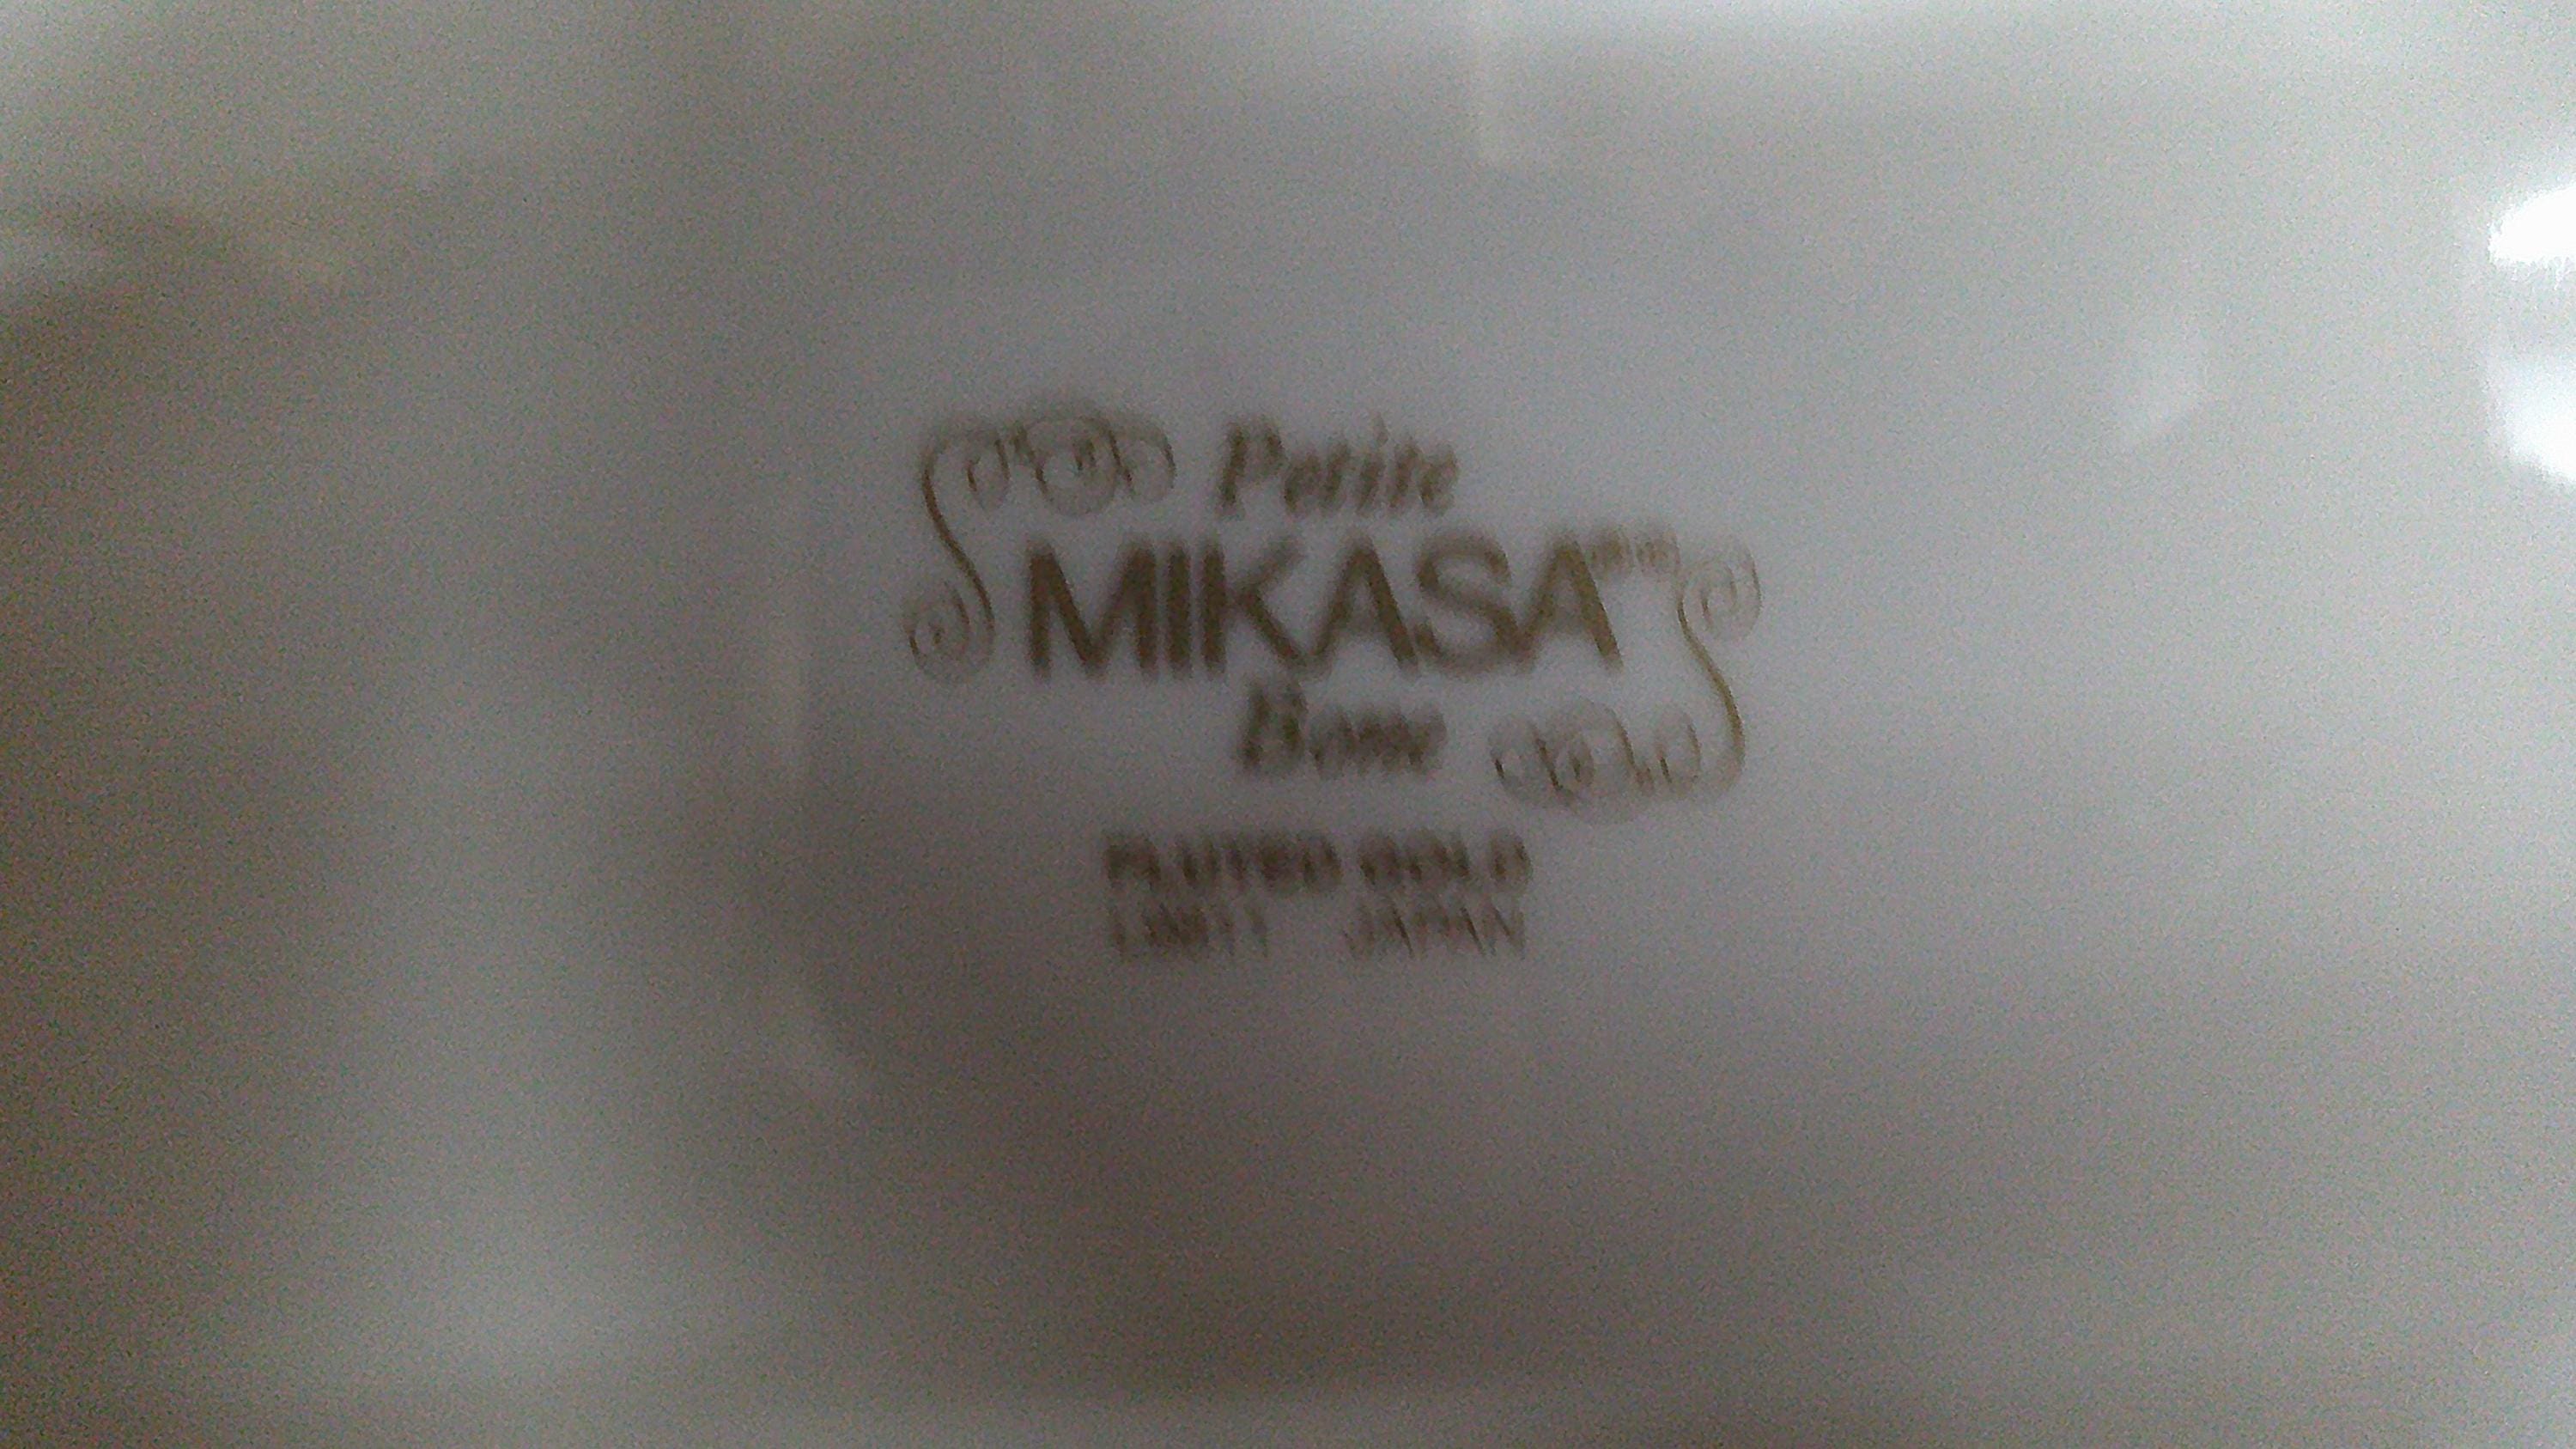 Petite
MIKASA
Bone
FLUTED GOLD
JAPAN